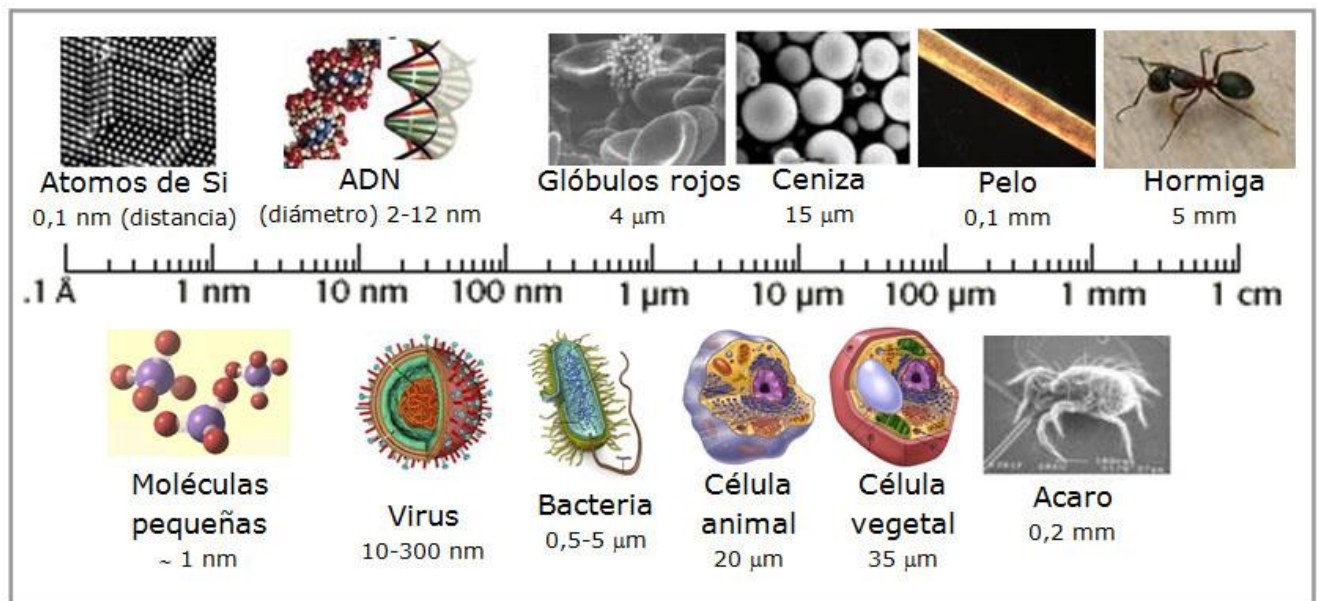 Atomos de Si
0,1 nm (distancia)
ADN
(diámetro) 2-12 nm
Glóbulos rojos
4 μm
Ceniza
15 μm
Pelo
0,1 mm
Hormiga
5 mm
.1 Å 1 nm 10 nm 100 nm 1 μm 10 μm 100 μm 1 mm 1 cm
Moléculas
pequeñas
~ 1 nm
Virus
10-300 nm
Bacteria
0,5-5 μm
Célula
animal
20 μm
Célula
vegetal
35 μm
Acaro
0,2 mm